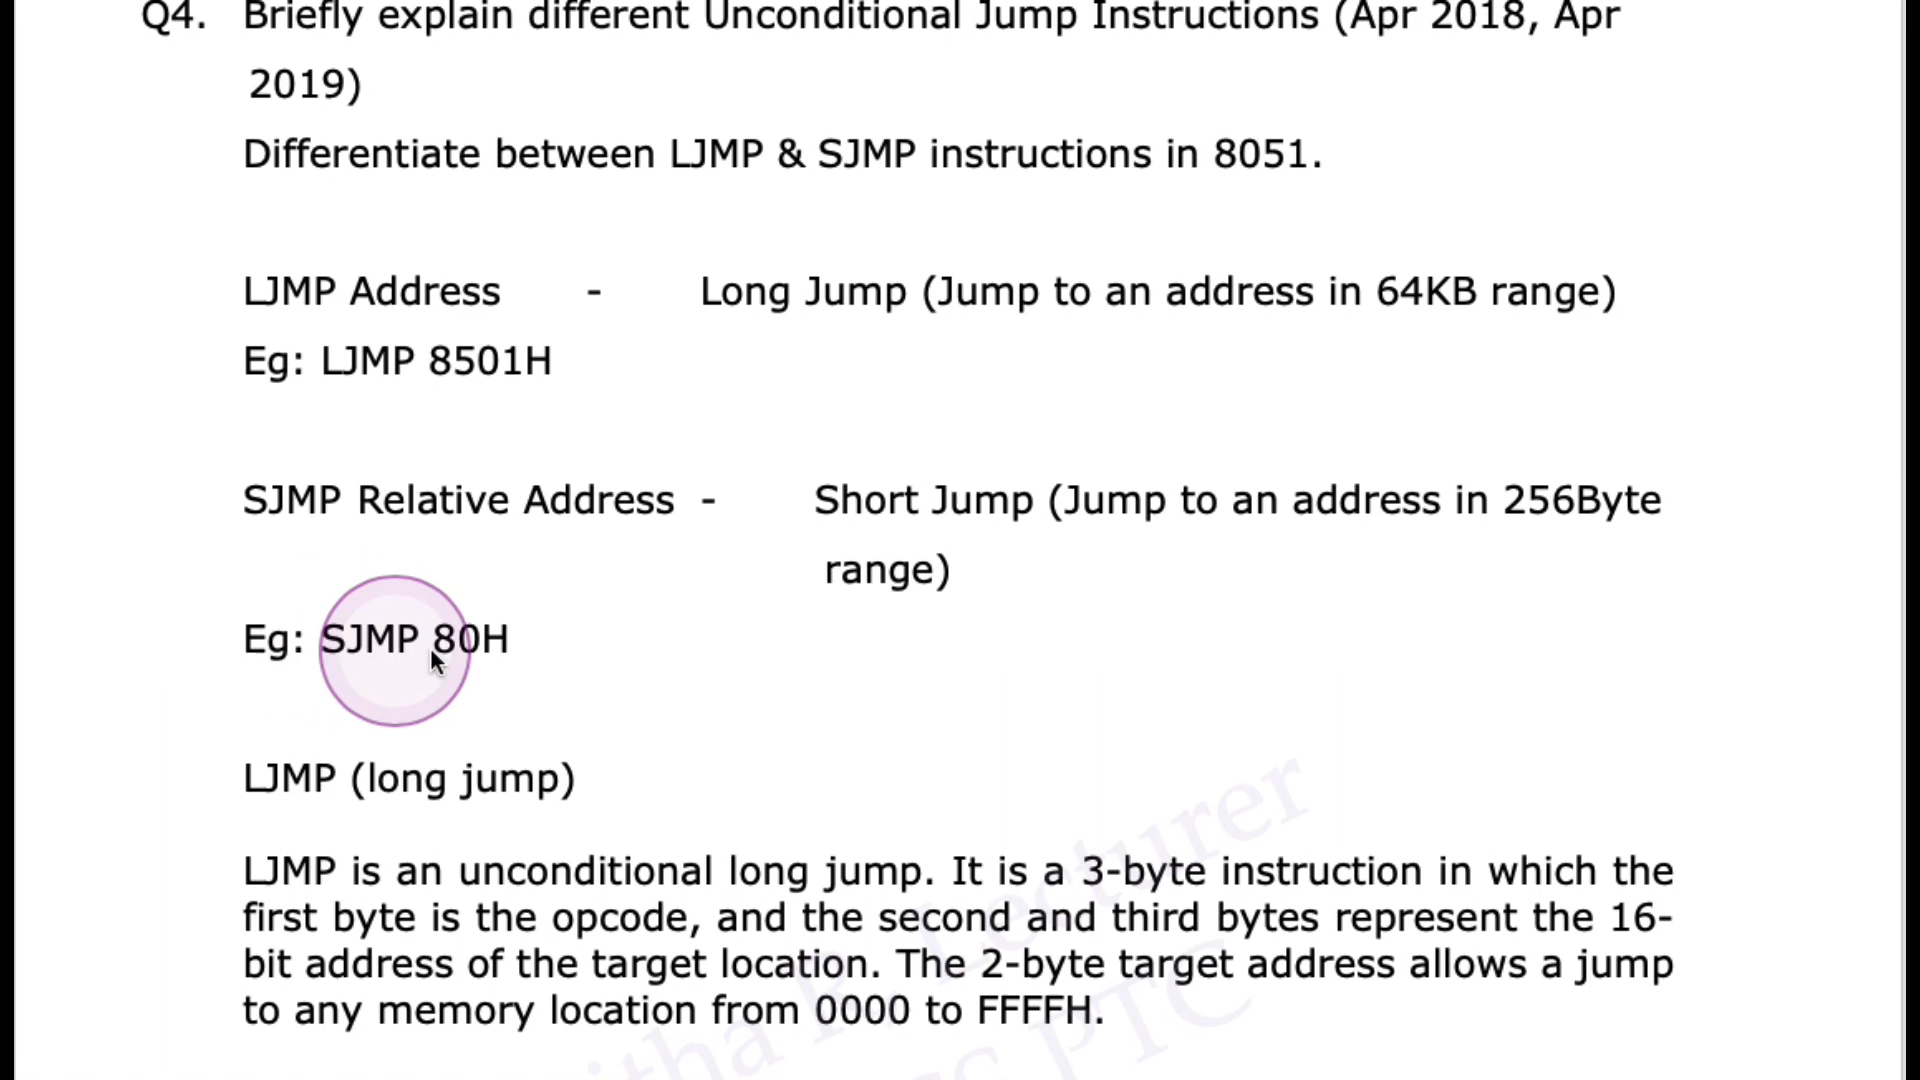 Q4. Briefly explain different Unconditional Jump Instructions (Apr 2018, Apr
2019)
Differentiate between LJMP & SJMP instructions in 8051.
LJMP Address - Long Jump (Jump to an address in 64KB range)
Eg: LJMP 8501H
SJMP Relative Address - Short Jump (Jump to an address in 256Byte
range)
Eg: SJMP 80H
LJMP (long jump)
LJMP is an unconditional long jump. It is a 3-byte instruction in which the
first byte is the opcode, and the second and third bytes represent the 16-
bit address of the target location. The 2-byte target address allows a jump
to any memory location from 0000 to FFFFH.
Lecturer
PTC